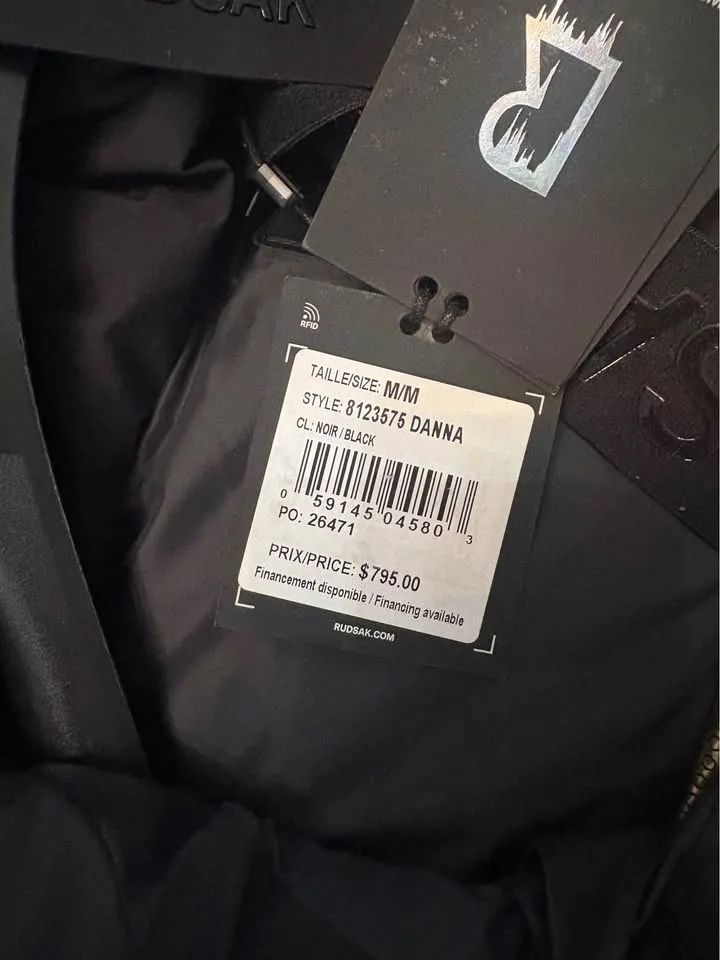 RUDSAK
RFID
TAILLE/SIZE: M/M
STYLE: 8123575 DANNA
CL: NOIR / BLACK
0 59145 04580 3
PO: 26471
PRIX/PRICE: $795.00
Financement disponible / Financing available
RUDSAK.COM